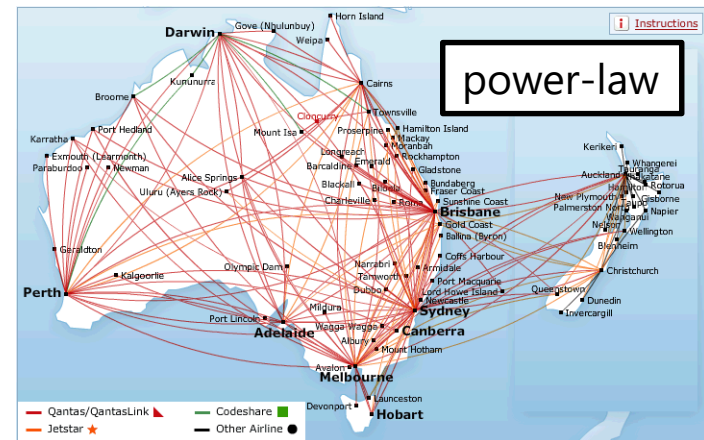 Horn Island
Gove (Nhulunbuy)
Instructions
Darwin
Weipa
power-law
Kununurra
Cairns
Broome
Cloncurry
Townsville
Port Hedland
Mount Isa
Proserpine
Hamilton Island
Karratha
Mackay
Moranbah
Kerikeri
Exmouth (Learmonth)
Longreach
Rockhampton
Whangerei
Paraburdoo
Newman
Barcaldine
Emerald
Gladstone
Auckland
Tauranga
Whakatane
Rotorua
Alice Springs
Blackall
Biloela
Bundaberg
Hamilton
Uluru (Ayers Rock)
Fraser Coast
New Plymouth
Taupo
Gisborne
Charleville
Roma
Sunshine Coast
Palmerston North
Napier
Brisbane
Wanganui
Gold Coast
Nelson
Wellington
Ballina (Byron)
Blenheim
Geraldton
Coffs Harbour
Olympic Dam
Narrabri
Armidale
Christchurch
Kalgoorlie
Tamworth
Port Macquarie
Perth
Dubbo
Lord Howe Island
Queenstown
Newcastle
Dunedin
Mildura
Sydney
Invercargill
Port Lincoln
Adelaide
Wagga Wagga
Canberra
Albury
Mount Hotham
Avalon
Melbourne
Launceston
Devonport
Hobart
Qantas/QantasLink
Codeshare
Jetstar
Other Airline